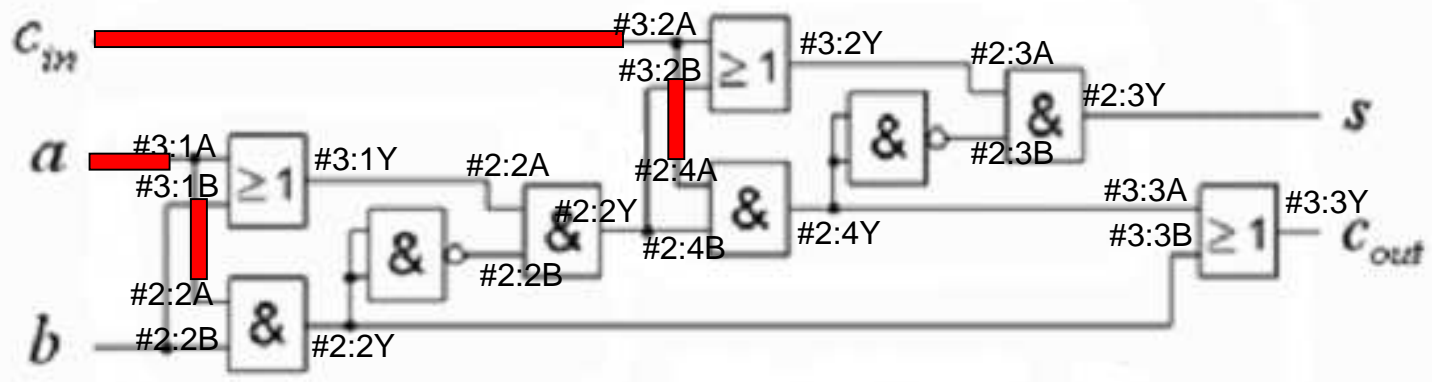 C in
#3:2A
#3:2B
≥ 1
#3:2Y
#2:3A
&
#2:3B
#2:3Y
s
a
#3:1A
#3:1B
≥ 1
#3:1Y
#2:2A
&
#2:2B
&
#2:2Y
#2:4A
#2:4B
&
#2:4Y
&
#3:3A
#3:3B
≥ 1
#3:3Y
C out
b
#2:2A
#2:2B
&
#2:2Y